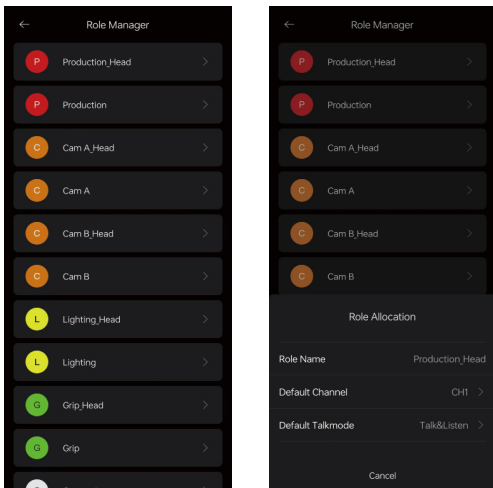 Role Manager
P Production_Head
P Production
C Cam A_Head
C Cam A
C Cam B_Head
C Cam B
L Lighting_Head
L Lighting
G Grip_Head
G Grip
Role Manager
P Production_Head
P Production
C Cam A_Head
C Cam A
C Cam B_Head
C Cam B
Role Allocation
Role Name Production_Head
Default Channel CH1
Default Talkmode Talk&Listen
Cancel